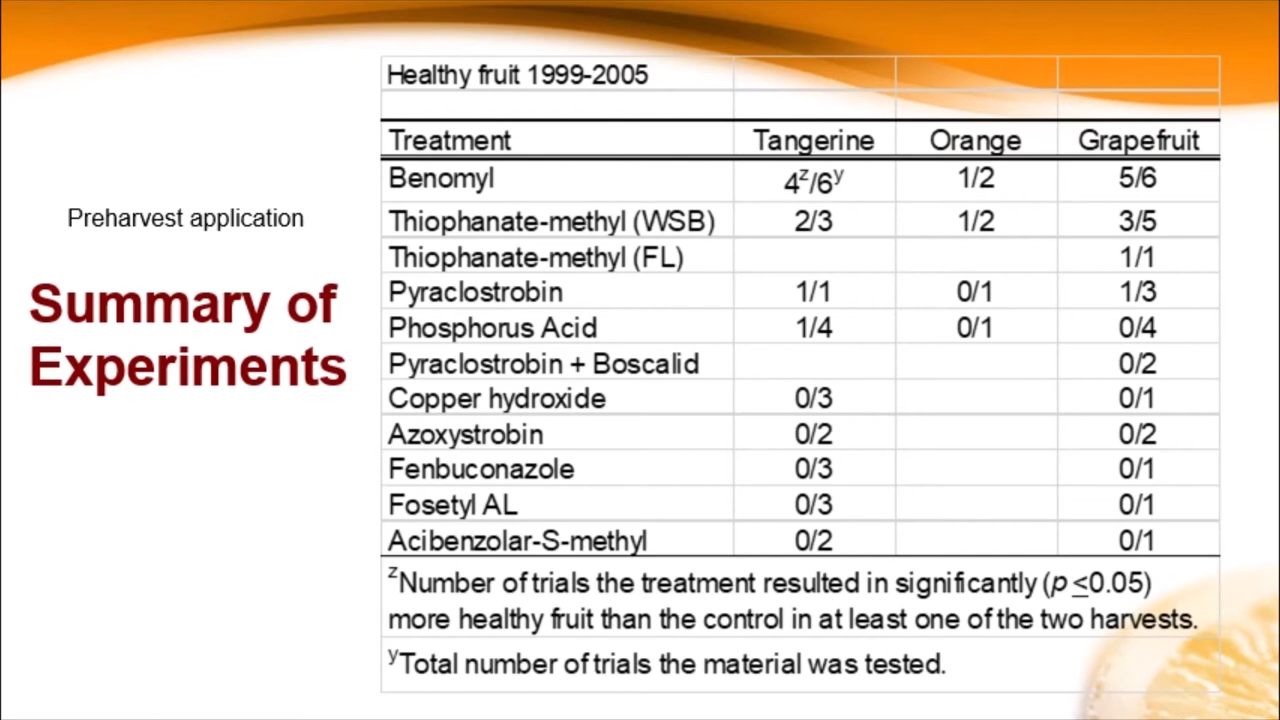 Preharvest application
Summary of
Experiments
Healthy fruit 1999-2005
Treatment Tangerine Orange Grapefruit
Benomyl 4ᶻ/6ʸ 1/2 5/6
Thiophanate-methyl (WSB) 2/3 1/2 3/5
Thiophanate-methyl (FL) 1/1
Pyraclostrobin 1/1 0/1 1/3
Phosphorus Acid 1/4 0/1 0/4
Pyraclostrobin + Boscalid 0/2
Copper hydroxide 0/3 0/1
Azoxystrobin 0/2 0/2
Fenbuconazole 0/3 0/1
Fosetyl AL 0/3 0/1
Acibenzolar-S-methyl 0/2 0/1
ᶻNumber of trials the treatment resulted in significantly (p ≤0.05)
more healthy fruit than the control in at least one of the two harvests.
ʸTotal number of trials the material was tested.